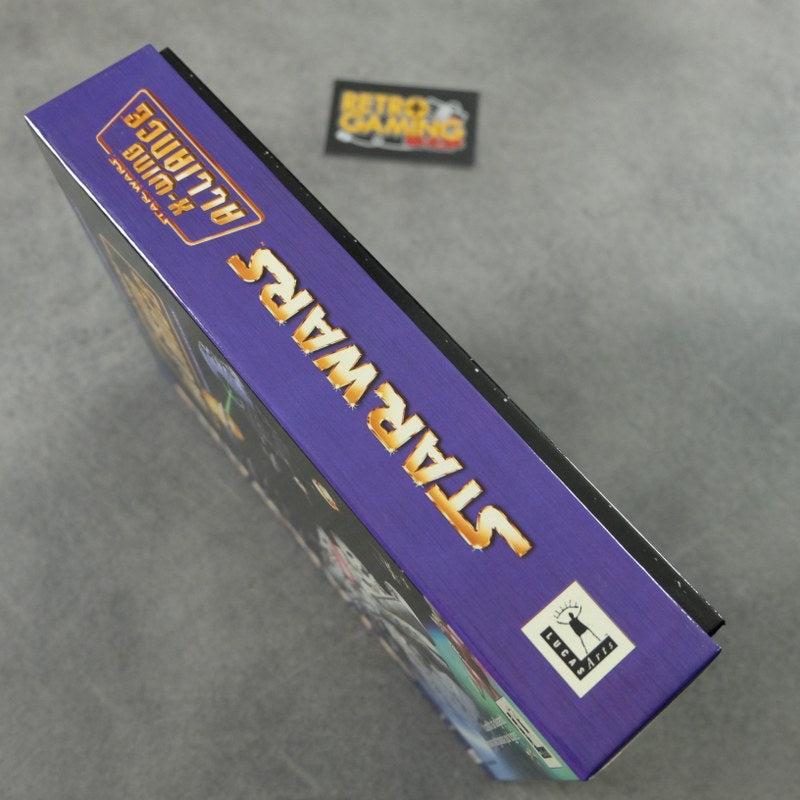 STAR WARS
X-WING
ALLIANCE
STAR WARS
LUCAS
Arts
RETRO
GAMING